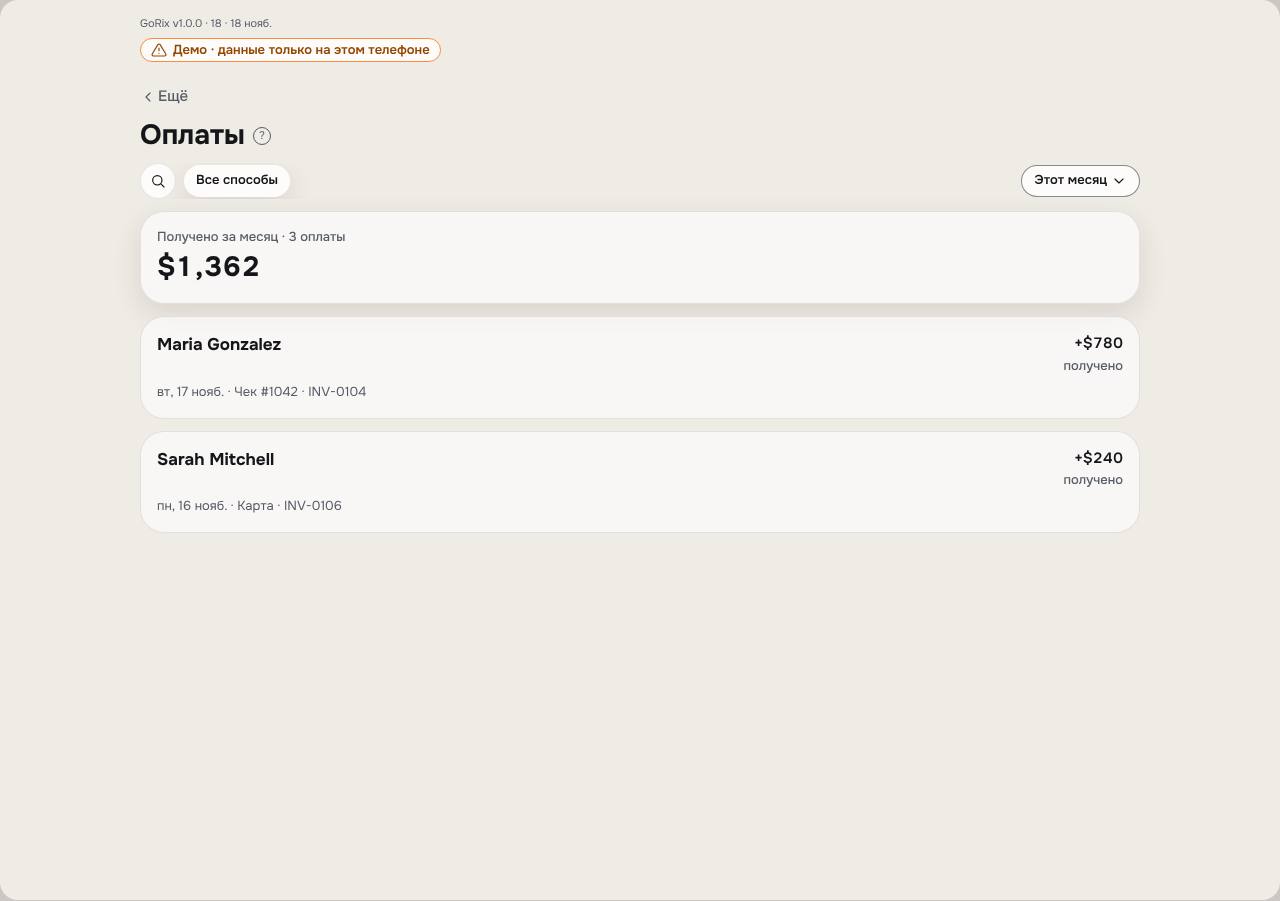 GoRix v1.0.0 · 18 · 18 нояб.
Демо · данные только на этом телефоне
Ещё
Оплаты ?
Все способы
Этот месяц
Получено за месяц · 3 оплаты
$1,362
Maria Gonzalez
+$780
получено
вт, 17 нояб. · Чек #1042 · INV-0104
Sarah Mitchell
+$240
получено
пн, 16 нояб. · Карта · INV-0106